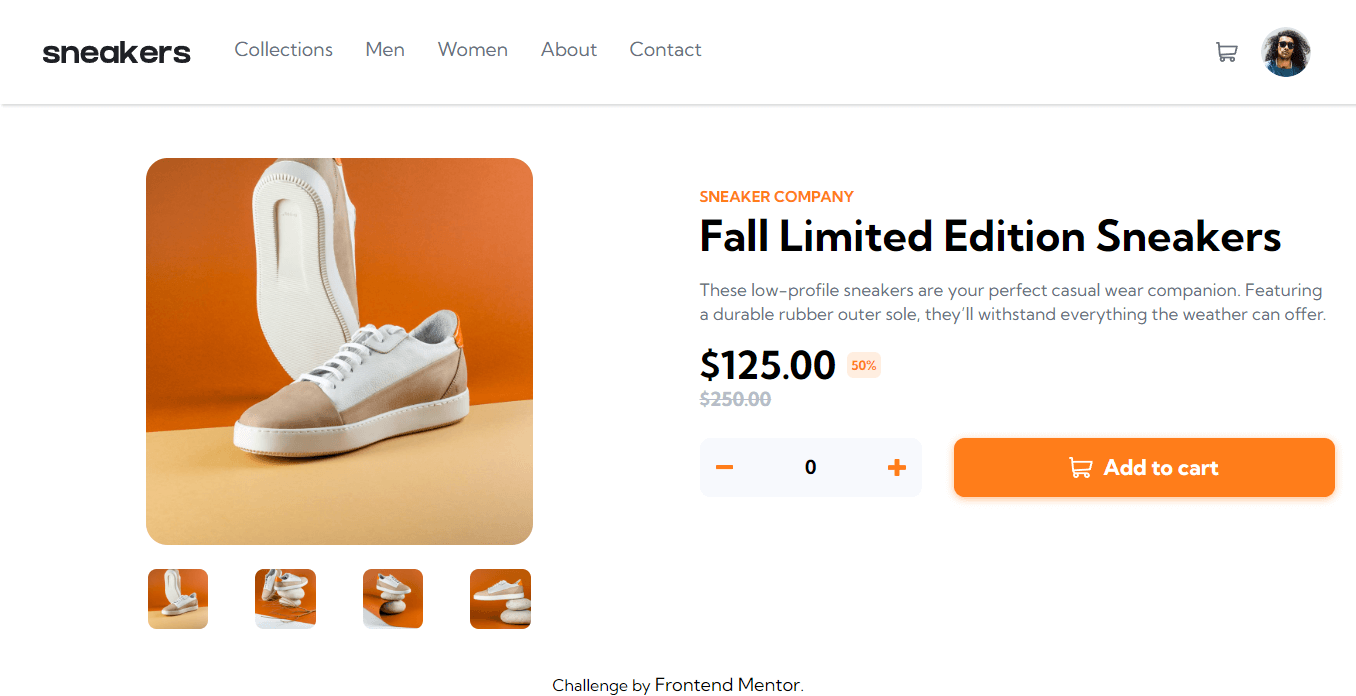 sneakers Collections Men Women About Contact
SNEAKER COMPANY
Fall Limited Edition Sneakers
These low-profile sneakers are your perfect casual wear companion. Featuring
a durable rubber outer sole, they’ll withstand everything the weather can offer.
$125.00 50%
$250.00
0 Add to cart
Challenge by Frontend Mentor.